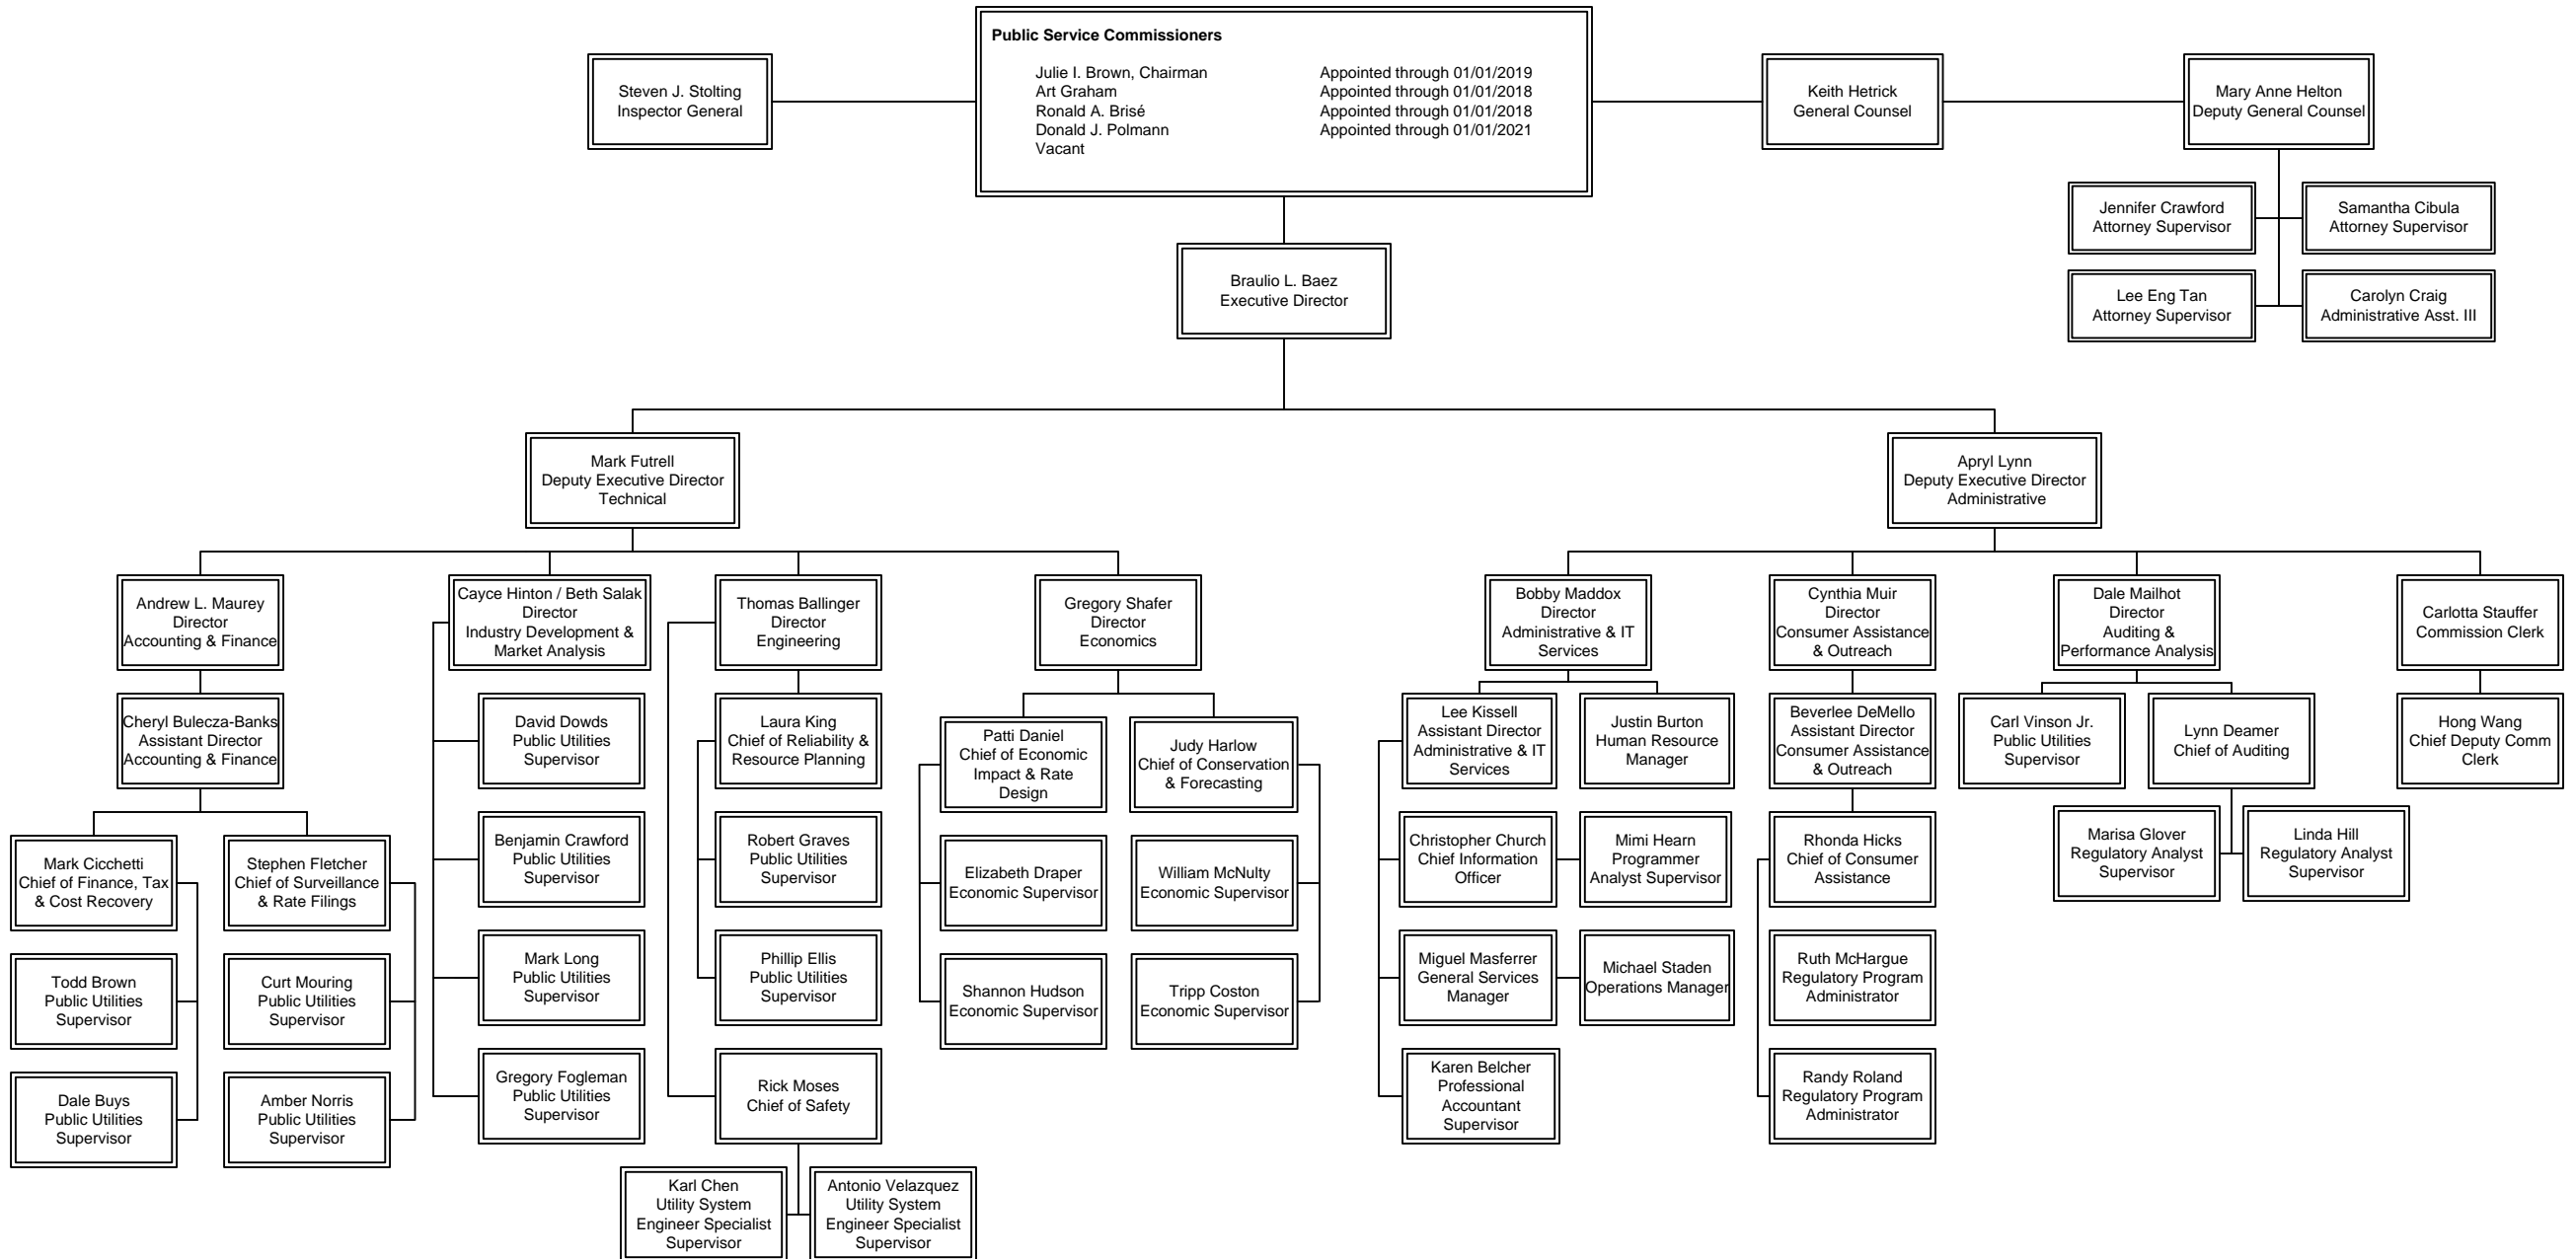 Public Service Commissioners
Julie I. Brown, Chairman Appointed through 01/01/2019
Art Graham Appointed through 01/01/2018
Ronald A. Brisé Appointed through 01/01/2018
Donald J. Polmann Appointed through 01/01/2021
Vacant
Steven J. Stolting
Inspector General
Keith Hetrick
General Counsel
Mary Anne Helton
Deputy General Counsel
Jennifer Crawford
Attorney Supervisor
Samantha Cibula
Attorney Supervisor
Lee Eng Tan
Attorney Supervisor
Carolyn Craig
Administrative Asst. III
Braulio L. Baez
Executive Director
Mark Futrell
Deputy Executive Director
Technical
Apryl Lynn
Deputy Executive Director
Administrative
Andrew L. Maurey
Director
Accounting & Finance
Cheryl Bulecza-Banks
Assistant Director
Accounting & Finance
Mark Cicchetti
Chief of Finance, Tax
& Cost Recovery
Todd Brown
Public Utilities
Supervisor
Dale Buys
Public Utilities
Supervisor
Stephen Fletcher
Chief of Surveillance
& Rate Filings
Curt Mouring
Public Utilities
Supervisor
Amber Norris
Public Utilities
Supervisor
Cayce Hinton / Beth Salak
Director
Industry Development &
Market Analysis
David Dowds
Public Utilities
Supervisor
Benjamin Crawford
Public Utilities
Supervisor
Mark Long
Public Utilities
Supervisor
Gregory Fogleman
Public Utilities
Supervisor
Thomas Ballinger
Director
Engineering
Laura King
Chief of Reliability &
Resource Planning
Robert Graves
Public Utilities
Supervisor
Phillip Ellis
Public Utilities
Supervisor
Rick Moses
Chief of Safety
Karl Chen
Utility System
Engineer Specialist
Supervisor
Antonio Velazquez
Utility System
Engineer Specialist
Supervisor
Gregory Shafer
Director
Economics
Patti Daniel
Chief of Economic
Impact & Rate
Design
Elizabeth Draper
Economic Supervisor
Shannon Hudson
Economic Supervisor
Judy Harlow
Chief of Conservation
& Forecasting
William McNulty
Economic Supervisor
Tripp Coston
Economic Supervisor
Bobby Maddox
Director
Administrative & IT
Services
Lee Kissell
Assistant Director
Administrative & IT
Services
Justin Burton
Human Resource
Manager
Christopher Church
Chief Information
Officer
Mimi Hearn
Programmer
Analyst Supervisor
Miguel Masferrer
General Services
Manager
Michael Staden
Operations Manager
Karen Belcher
Professional
Accountant
Supervisor
Cynthia Muir
Director
Consumer Assistance
& Outreach
Beverlee DeMello
Assistant Director
Consumer Assistance
& Outreach
Rhonda Hicks
Chief of Consumer
Assistance
Ruth McHargue
Regulatory Program
Administrator
Randy Roland
Regulatory Program
Administrator
Dale Mailhot
Director
Auditing &
Performance Analysis
Carl Vinson Jr.
Public Utilities
Supervisor
Lynn Deamer
Chief of Auditing
Marisa Glover
Regulatory Analyst
Supervisor
Linda Hill
Regulatory Analyst
Supervisor
Carlotta Stauffer
Commission Clerk
Hong Wang
Chief Deputy Comm
Clerk